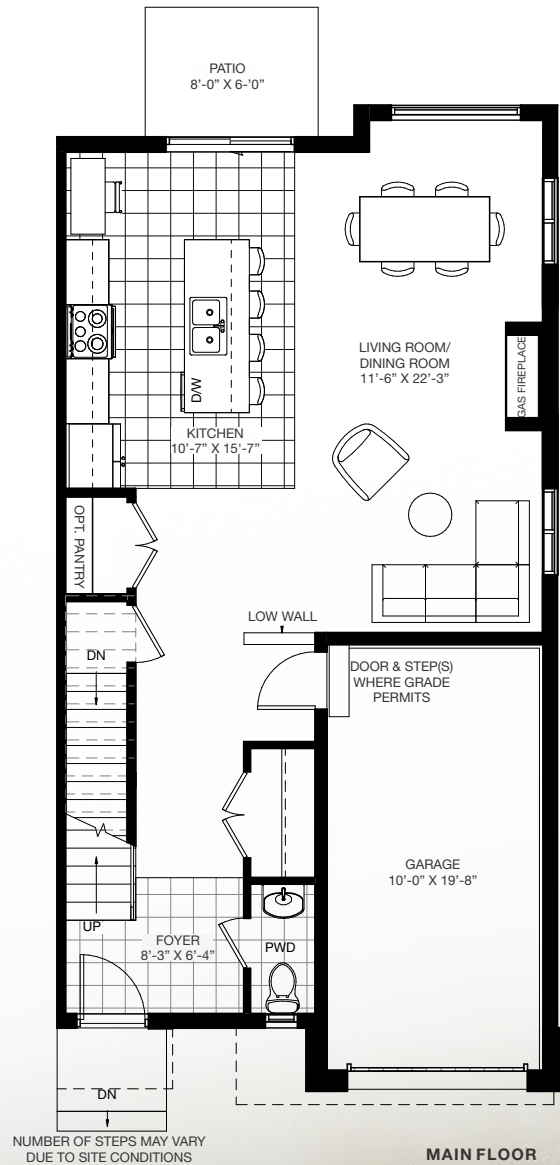 PATIO
8'-0" X 6-'0"
LIVING ROOM/
DINING ROOM
11'-6" X 22'-3"
GAS FIREPLACE
D/W
KITCHEN
10'-7" X 15'-7"
OPT. PANTRY
LOW WALL
DN
DOOR & STEP(S)
WHERE GRADE
PERMITS
GARAGE
10'-0" X 19'-8"
UP
FOYER
8'-3" X 6'-4"
PWD
DN
NUMBER OF STEPS MAY VARY
DUE TO SITE CONDITIONS
MAIN FLOOR